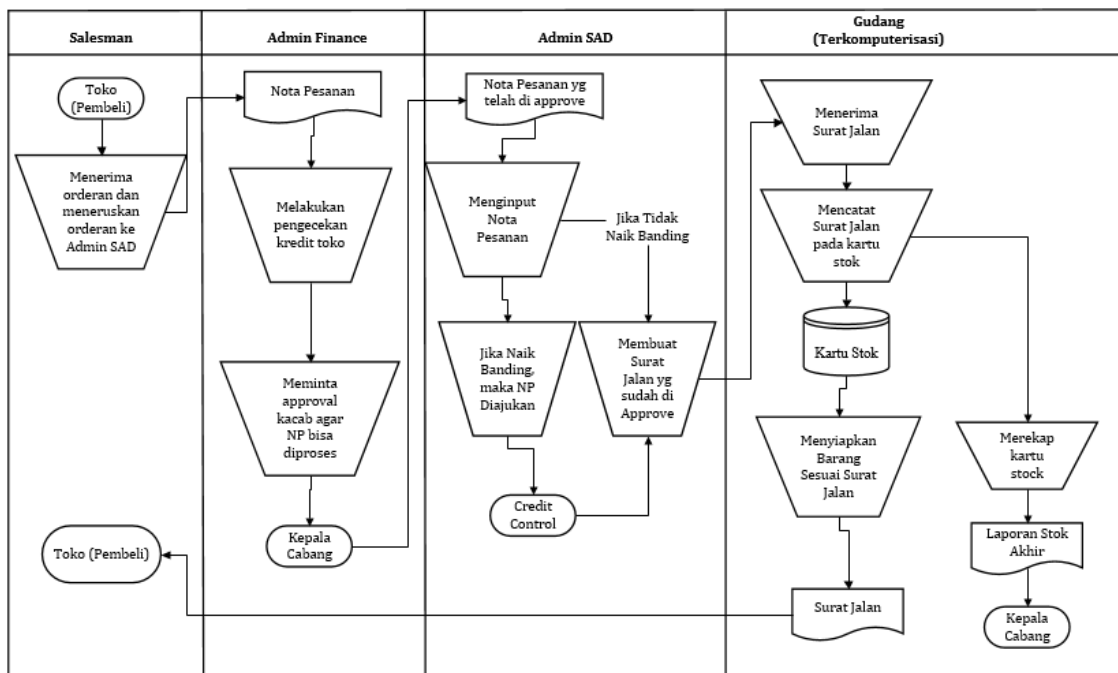 Salesman
Admin Finance
Admin SAD
Gudang
(Terkomputerisasi)
Toko
(Pembeli)
Menerima
orderan dan
meneruskan
orderan ke
Admin SAD
Toko (Pembeli)
Nota Pesanan
Melakukan
pengecekan
kredit toko
Meminta
approval
kacab agar
NP bisa
diproses
Kepala
Cabang
Nota Pesanan yg
telah di approve
Menginput
Nota
Pesanan
Jika Tidak
Naik Banding
Jika Naik
Banding,
maka NP
Diajukan
Membuat
Surat
Jalan yg
sudah di
Approve
Credit
Control
Menerima
Surat Jalan
Mencatat
Surat Jalan
pada kartu
stok
Kartu Stok
Menyiapkan
Barang
Sesuai Surat
Jalan
Surat Jalan
Merekap
kartu
stock
Laporan Stok
Akhir
Kepala
Cabang